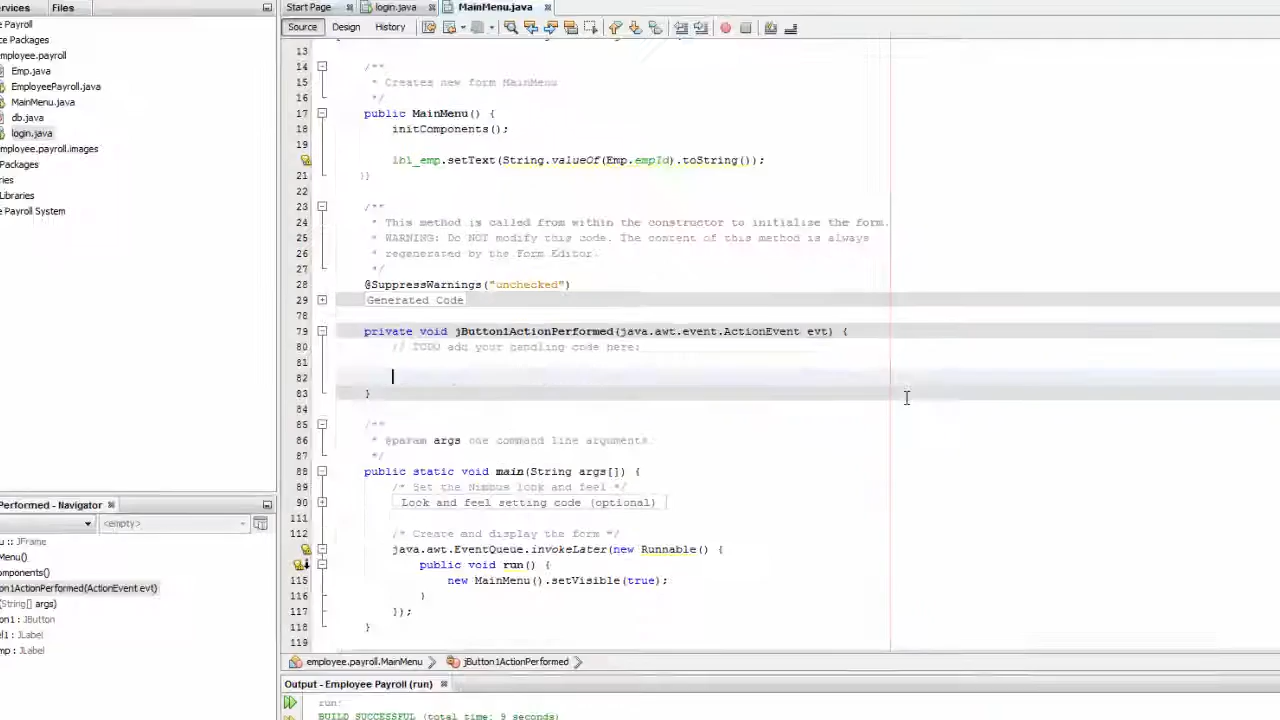 ervices Files
e Payroll
ce Packages
employee.payroll
Emp.java
EmployeePayroll.java
MainMenu.java
db.java
login.java
employee.payroll.images
Packages
ries
Libraries
e Payroll System
Start Page login.java MainMenu.java
Source Design History
13
14 /**
15 * Creates new form MainMenu
16 */
17 public MainMenu() {
18 initComponents();
19
lbl_emp.setText(String.valueOf(Emp.empId).toString());
21 }}
22
23 /**
24 * This method is called from within the constructor to initialize the form.
25 * WARNING: Do NOT modify this code. The content of this method is always
26 * regenerated by the Form Editor.
27 */
28 @SuppressWarnings("unchecked")
29 Generated Code
78
79 private void jButton1ActionPerformed(java.awt.event.ActionEvent evt) {
80 // TODO add your handling code here:
81
82
83 }
84
85 /**
86 * @param args the command line arguments
87 */
88 public static void main(String args[]) {
89 /* Set the Nimbus look and feel */
90 Look and feel setting code (optional)
111
112 /* Create and display the form */
java.awt.EventQueue.invokeLater(new Runnable() {
public void run() {
115 new MainMenu().setVisible(true);
116 }
117 });
118 }
119
Performed - Navigator
<empty>
u :: JFrame
Menu()
omponents()
on1ActionPerformed(ActionEvent evt)
(String[] args)
on1 : JButton
el1 : JLabel
mp : JLabel
employee.payroll.MainMenu jButton1ActionPerformed
Output - Employee Payroll (run)
run:
BUILD SUCCESSFUL (total time: 9 seconds)